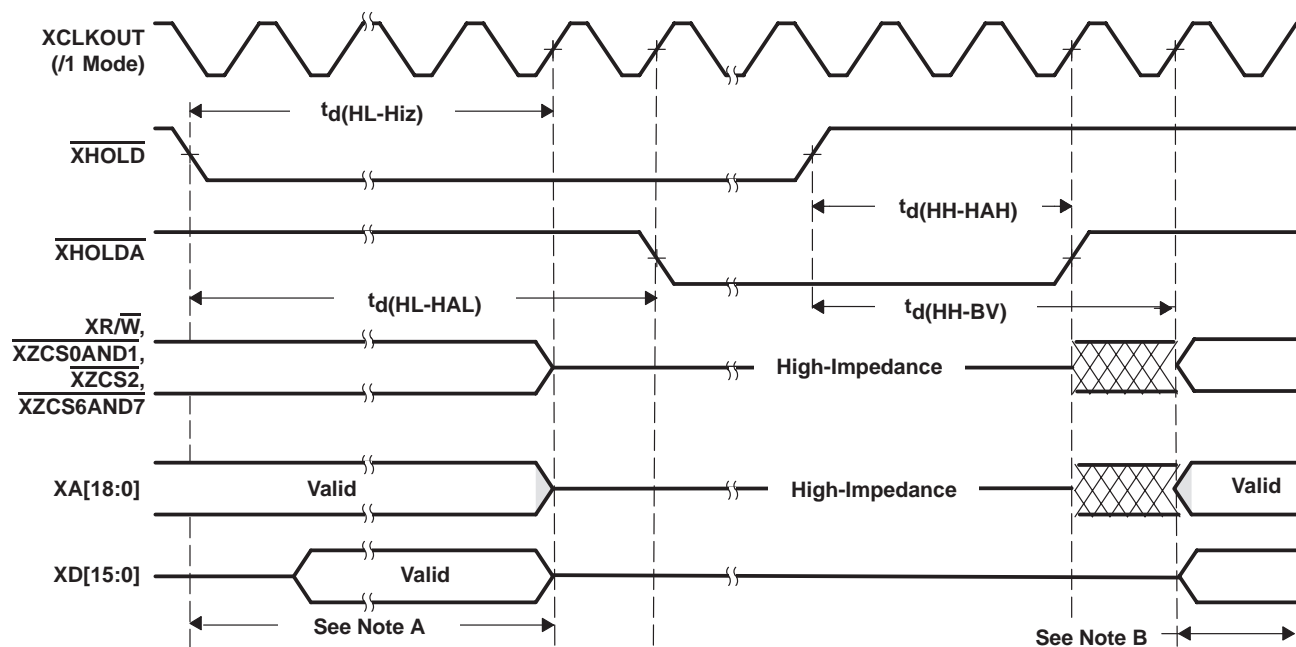 XCLKOUT
(/1 Mode)
td(HL-Hiz)
XHOLD
td(HH-HAH)
XHOLDA
td(HL-HAL)
td(HH-BV)
XR/W,
XZCS0AND1,
XZCS2,
XZCS6AND7
High-Impedance
XA[18:0]
Valid
High-Impedance
Valid
XD[15:0]
Valid
See Note A
See Note B